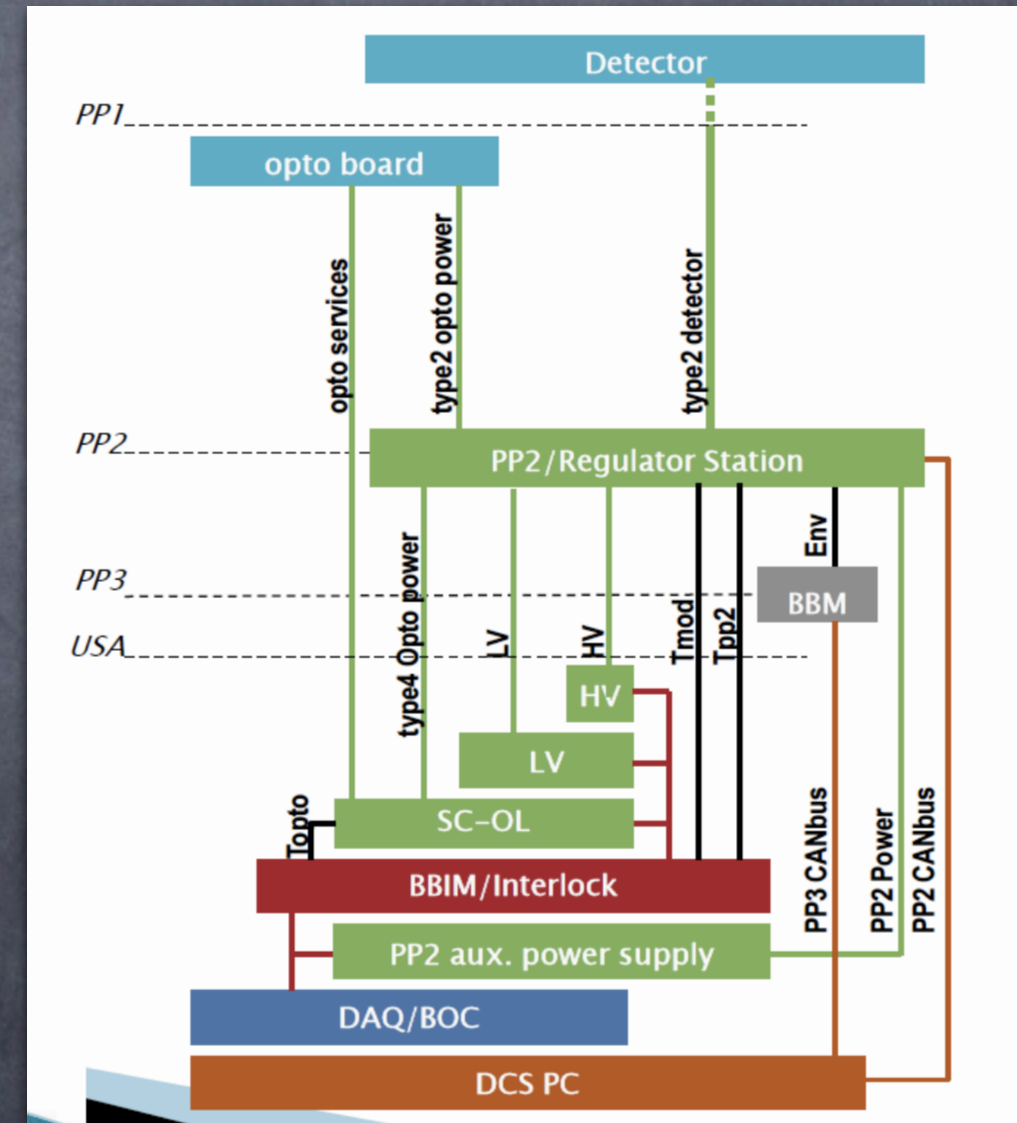 Detector
PP1
opto board
opto services
type2 opto power
type2 detector
PP2
PP2/Regulator Station
Env
PP3
BBM
type4 Opto power
LV
HV
Tmod
Tpp2
USA
HV
LV
Topto
SC-OL
PP3 CANbus
PP2 Power
PP2 CANbus
BBIM/Interlock
PP2 aux. power supply
DAQ/BOC
DCS PC